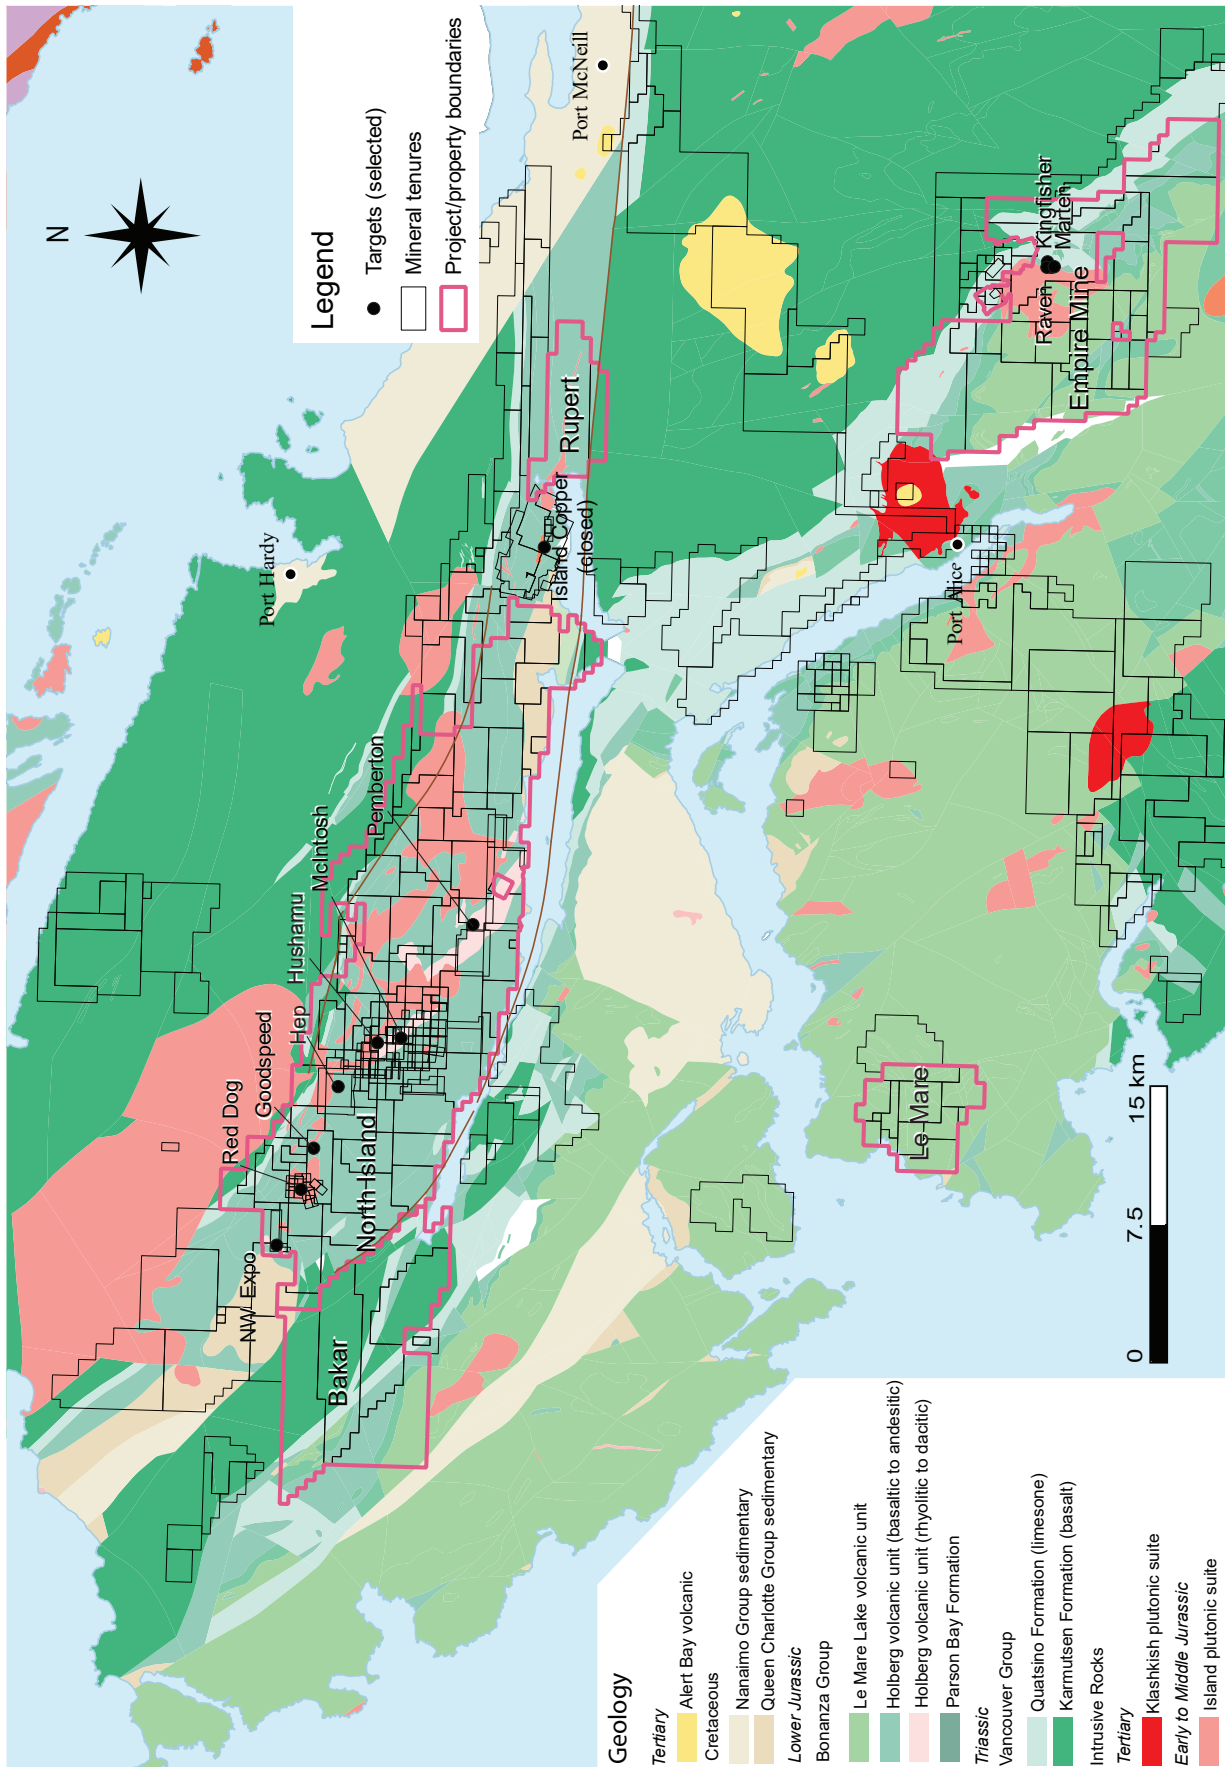 N
Legend
Targets (selected)
Mineral tenures
Project/property boundaries
Port McNeill
Port Hardy
Rupert
Island Copper
(closed)
Pemberton
McIntosh
Hushamu
Hep
Goodspeed
Red Dog
NW Expo
North Island
Bakar
Kingfisher
Marten
Raven
Empire Mine
Port Alice
Le Mare
0
7.5
15 km
Geology
Tertiary
Alert Bay volcanic
Cretaceous
Nanaimo Group sedimentary
Queen Charlotte Group sedimentary
Lower Jurassic
Bonanza Group
Le Mare Lake volcanic unit
Holberg volcanic unit (basaltic to andesitic)
Holberg volcanic unit (rhyolitic to dacitic)
Parson Bay Formation
Triassic
Vancouver Group
Quatsino Formation (limesone)
Karmutsen Formation (basalt)
Intrusive Rocks
Tertiary
Klashkish plutonic suite
Early to Middle Jurassic
Island plutonic suite